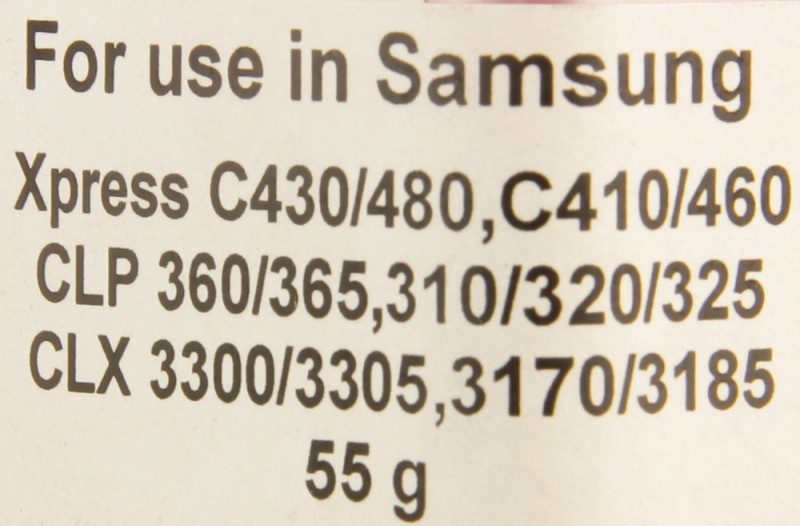 For use in Samsung
Xpress C430/480,C410/460
CLP 360/365,310/320/325
CLX 3300/3305,3170/3185
55 g